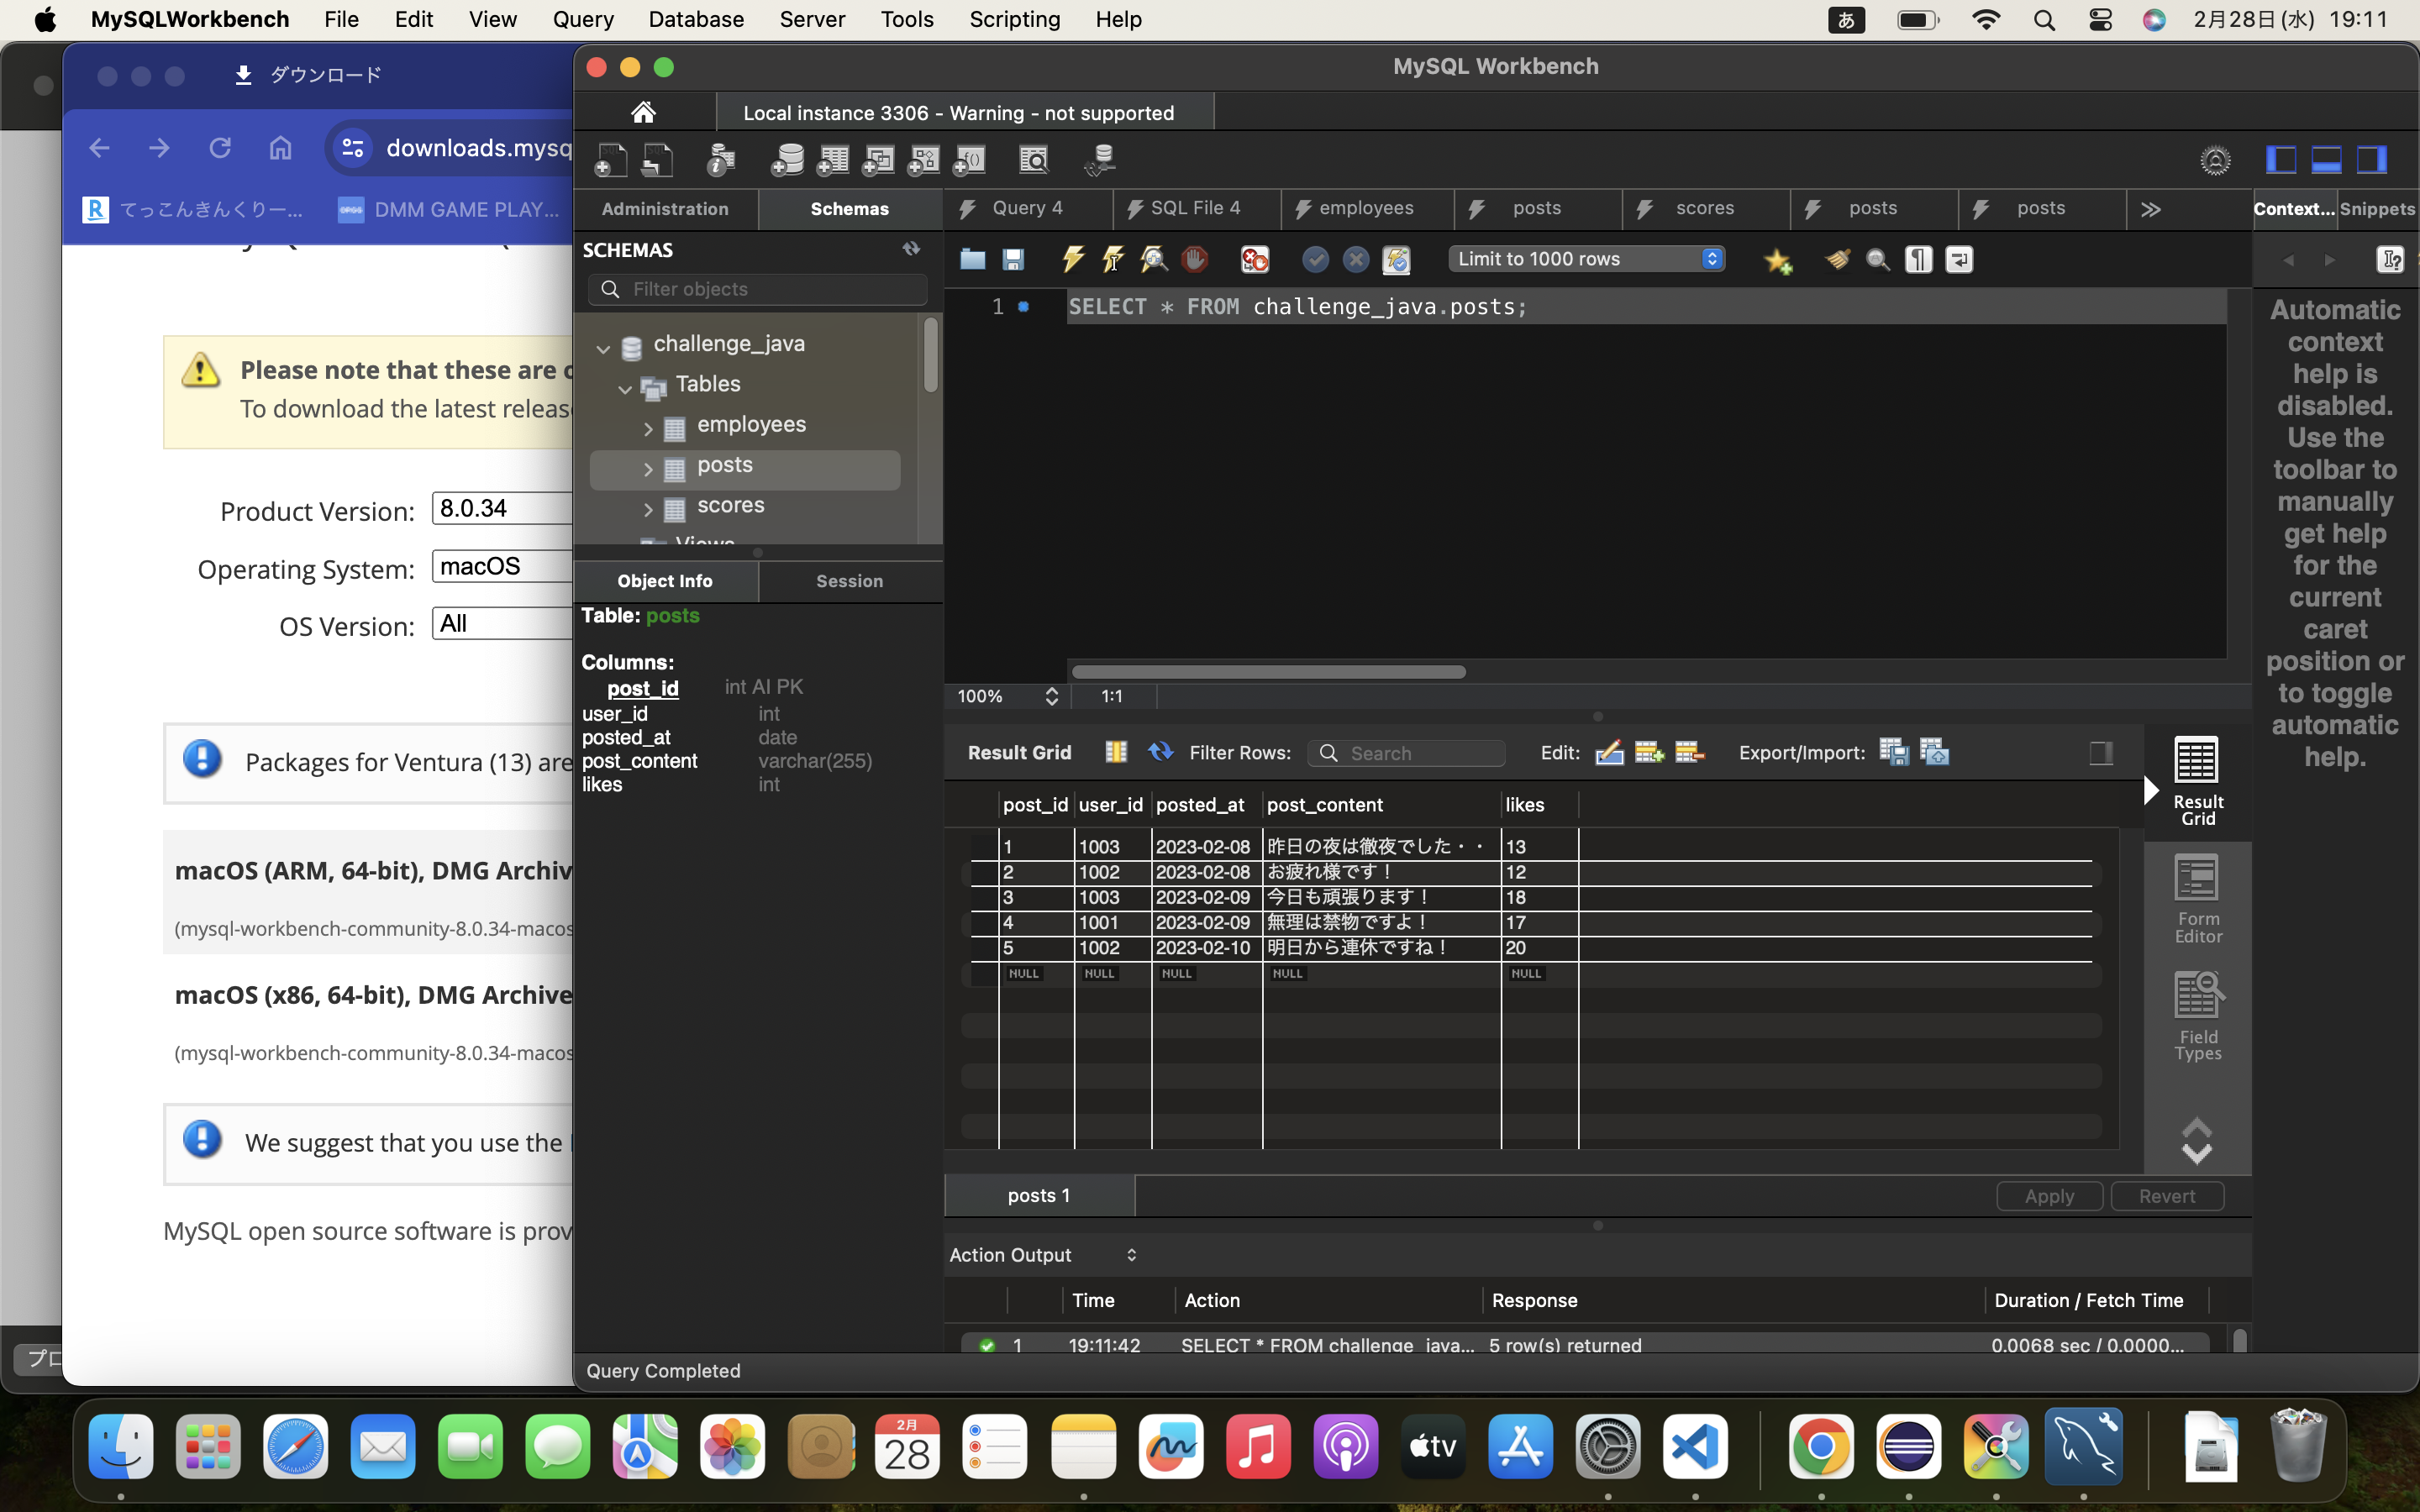 MySQLWorkbench File Edit View Query Database Server Tools Scripting Help あ 2月28日(水) 19:11
ダウンロード
downloads.mysq
てっこんきんくりー... DMM GAME PLAY...
Please note that these are
To download the latest releas
Product Version: 8.0.34
Operating System: macOS
OS Version: All
Packages for Ventura (13) are
macOS (ARM, 64-bit), DMG Archiv
(mysql-workbench-community-8.0.34-macos
macOS (x86, 64-bit), DMG Archive
(mysql-workbench-community-8.0.34-macos
We suggest that you use the
MySQL open source software is prov
プロ
MySQL Workbench
Local instance 3306 - Warning - not supported
Administration Schemas
SCHEMAS
Filter objects
challenge_java
Tables
employees
posts
scores
Views
Object Info Session
Table: posts
Columns:
post_id int AI PK
user_id int
posted_at date
post_content varchar(255)
likes int
Query 4 SQL File 4 employees posts scores posts posts
Limit to 1000 rows
1 SELECT * FROM challenge_java.posts;
100% 1:1
Result Grid Filter Rows: Search Edit: Export/Import:
post_id user_id posted_at post_content likes
1 1003 2023-02-08 昨日の夜は徹夜でした・・ 13
2 1002 2023-02-08 お疲れ様です！ 12
3 1003 2023-02-09 今日も頑張ります！ 18
4 1001 2023-02-09 無理は禁物ですよ！ 17
5 1002 2023-02-10 明日から連休ですね！ 20
NULL NULL NULL NULL NULL
Result
Grid
Form
Editor
Field
Types
posts 1 Apply Revert
Action Output
Time Action Response Duration / Fetch Time
1 19:11:42 SELECT * FROM challenge_java... 5 row(s) returned 0.0068 sec / 0.0000...
Query Completed
Context... Snippets
Automatic
context
help is
disabled.
Use the
toolbar to
manually
get help
for the
current
caret
position or
to toggle
automatic
help.
2月
28
tv